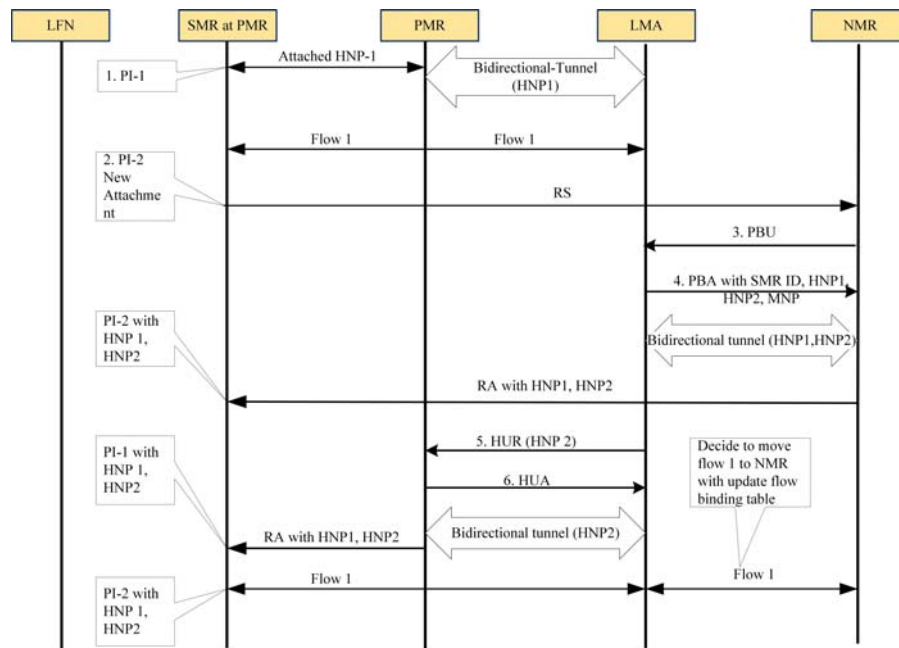 LFN
SMR at PMR
PMR
LMA
NMR
Attached HNP-1
1. PI-1
Bidirectional-Tunnel
(HNP1)
Flow 1
Flow 1
2. PI-2
New
Attachme
nt
RS
3. PBU
4. PBA with SMR ID, HNP1,
HNP2, MNP
PI-2 with
HNP 1,
HNP2
Bidirectional tunnel (HNP1,HNP2)
RA with HNP1, HNP2
5. HUR (HNP 2)
Decide to move
flow 1 to NMR
with update flow
binding table
PI-1 with
HNP 1,
HNP2
6. HUA
Bidirectional tunnel (HNP2)
RA with HNP1, HNP2
PI-2 with
HNP 1,
HNP2
Flow 1
Flow 1